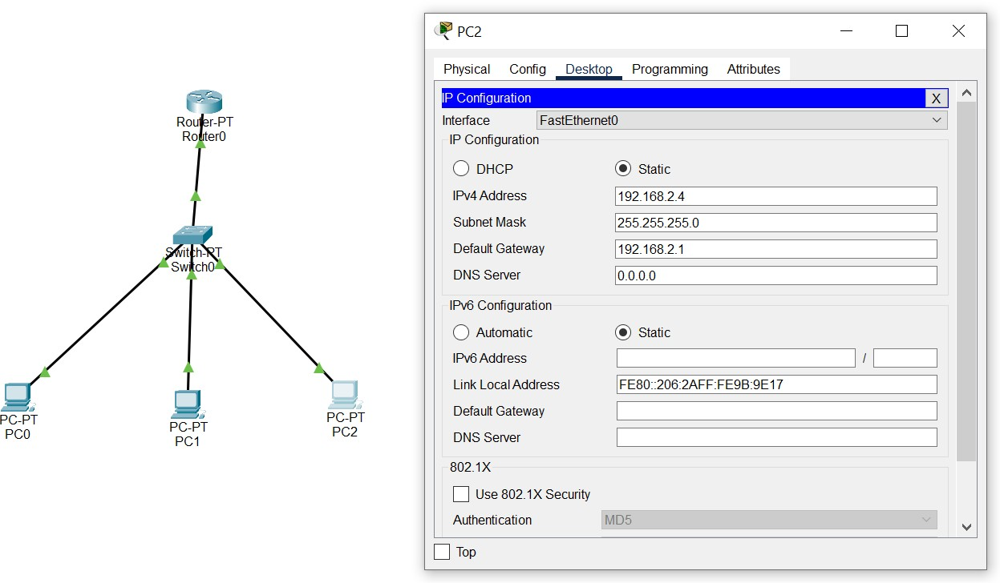 Router-PT
Router0
Switch-PT
Switch0
PC-PT
PC0
PC-PT
PC1
PC-PT
PC2
PC2
Physical Config Desktop Programming Attributes
IP Configuration X
Interface FastEthernet0
IP Configuration
DHCP Static
IPv4 Address 192.168.2.4
Subnet Mask 255.255.255.0
Default Gateway 192.168.2.1
DNS Server 0.0.0.0
IPv6 Configuration
Automatic Static
IPv6 Address /
Link Local Address FE80::206:2AFF:FE9B:9E17
Default Gateway
DNS Server
802.1X
Use 802.1X Security
Authentication MD5
Top